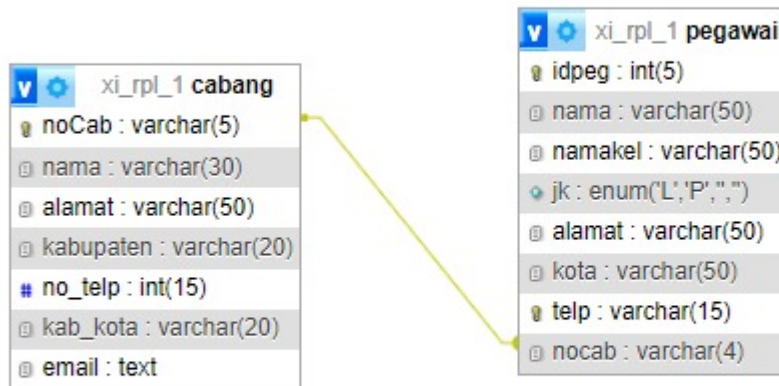 xi_rpl_1 cabang
noCab : varchar(5)
nama : varchar(30)
alamat : varchar(50)
kabupaten : varchar(20)
no_telp : int(15)
kab_kota : varchar(20)
email : text
xi_rpl_1 pegawai
idpeg : int(5)
nama : varchar(50)
namakel : varchar(50)
jk : enum('L','P','','')
alamat : varchar(50)
kota : varchar(50)
telp : varchar(15)
nocab : varchar(4)